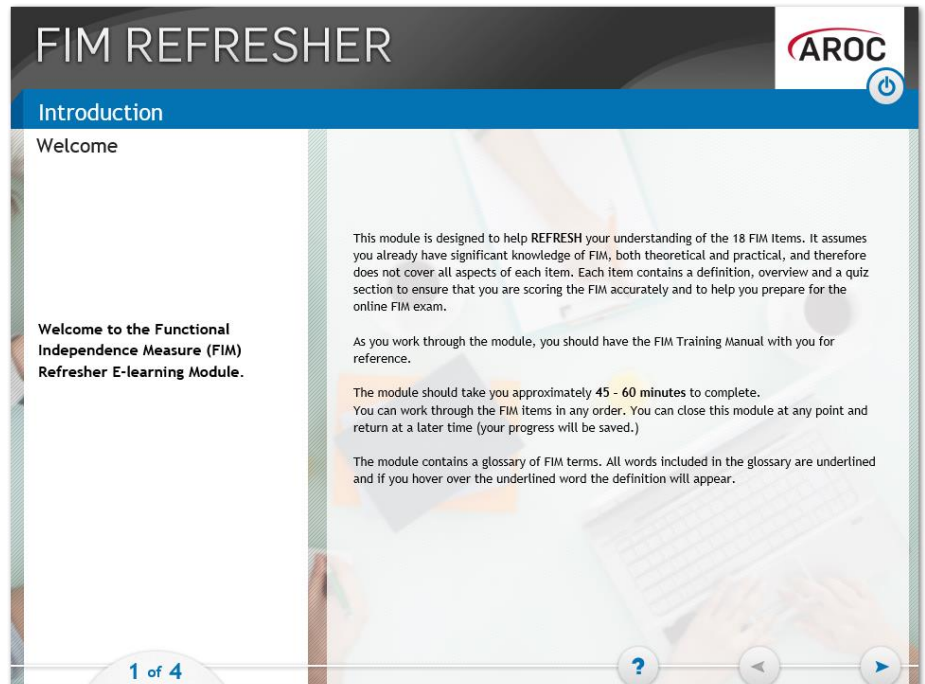 FIM REFRESHER
AROC
Introduction
Welcome
Welcome to the Functional
Independence Measure (FIM)
Refresher E-learning Module.
This module is designed to help REFRESH your understanding of the 18 FIM Items. It assumes
you already have significant knowledge of FIM, both theoretical and practical, and therefore
does not cover all aspects of each item. Each item contains a definition, overview and a quiz
section to ensure that you are scoring the FIM accurately and to help you prepare for the
online FIM exam.
As you work through the module, you should have the FIM Training Manual with you for
reference.
The module should take you approximately 45 - 60 minutes to complete.
You can work through the FIM items in any order. You can close this module at any point and
return at a later time (your progress will be saved.)
The module contains a glossary of FIM terms. All words included in the glossary are underlined
and if you hover over the underlined word the definition will appear.
1 of 4
?